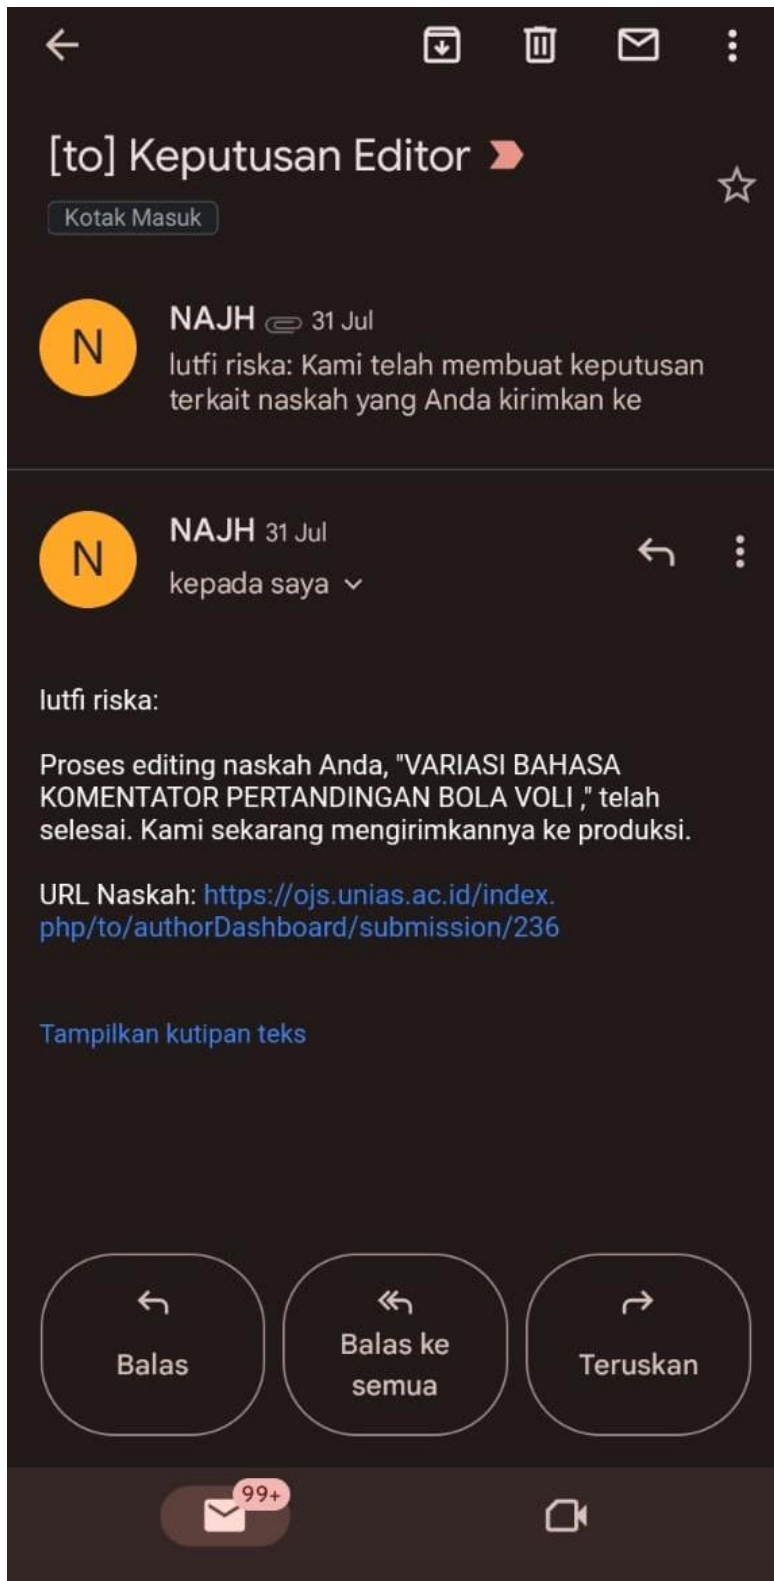 [to] Keputusan Editor
Kotak Masuk
N
NAJH 31 Jul
lutfi riska: Kami telah membuat keputusan
terkait naskah yang Anda kirimkan ke
N
NAJH 31 Jul
kepada saya
lutfi riska:
Proses editing naskah Anda, "VARIASI BAHASA
KOMENTATOR PERTANDINGAN BOLA VOLI ," telah
selesai. Kami sekarang mengirimkannya ke produksi.
URL Naskah: https://ojs.unias.ac.id/index.
php/to/authorDashboard/submission/236
Tampilkan kutipan teks
Balas
Balas ke
semua
Teruskan
99+